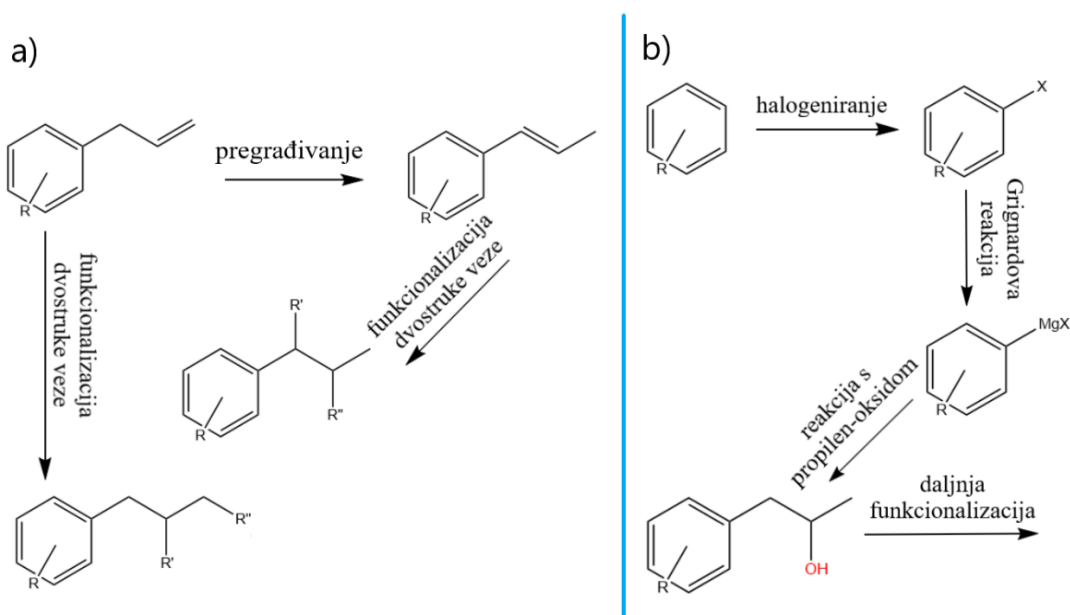 a)
pregrađivanje
R
R
funkcionalizacija
dvostruke veze
funkcionalizacija
dvostruke veze
R'
R"
R
R"
R'
R
b)
halogeniranje
X
R
R
Grignardova
reakcija
MgX
R
reakcija s
propilen-oksidom
daljnja
funkcionalizacija
OH
R